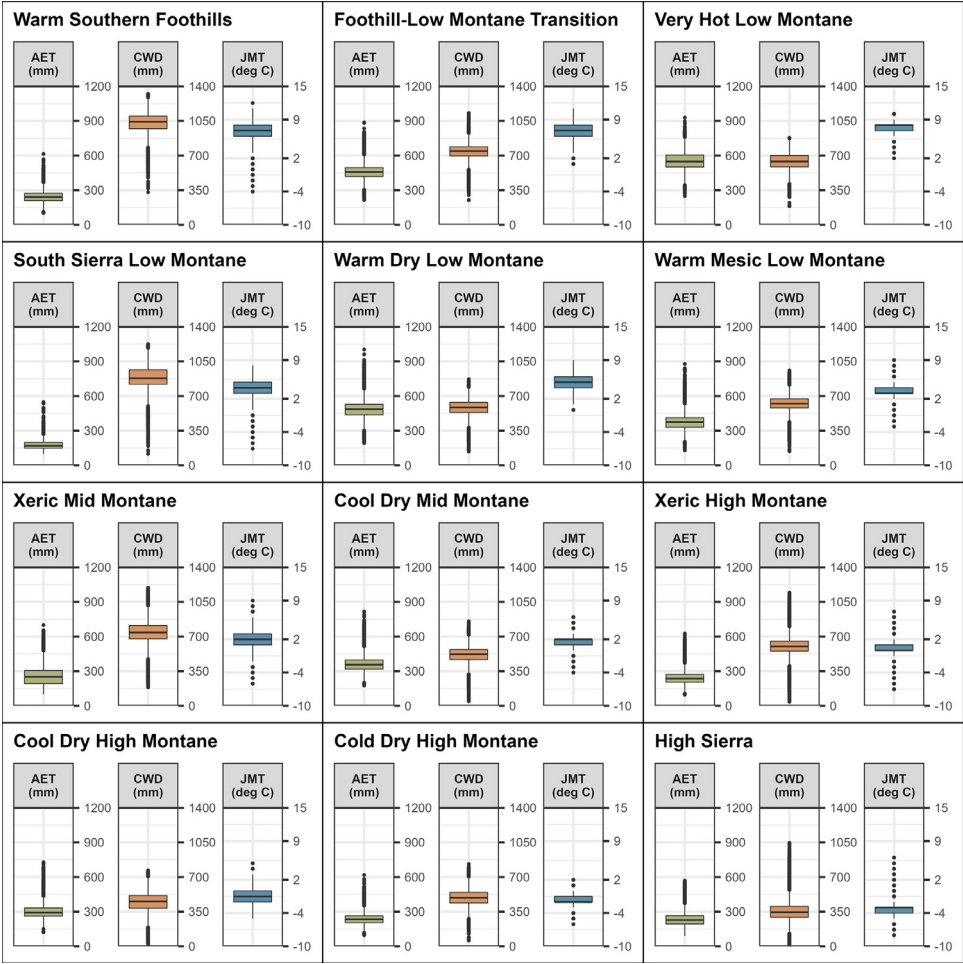 Warm Southern Foothills
Foothill-Low Montane Transition
Very Hot Low Montane
AET CWD JMT AET CWD JMT AET CWD JMT
(mm) (mm) (deg C) (mm) (mm) (deg C) (mm) (mm) (deg C)
1200 1400 15 1200 1400 15 1200 1400 15
900 1050 9 900 1050 9 900 1050 9
600 700 2 600 700 2 600 700 2
300 350 -4 300 350 -4 300 350 -4
0 0 -10 0 0 -10 0 0 -10
South Sierra Low Montane
Warm Dry Low Montane
Warm Mesic Low Montane
AET CWD JMT AET CWD JMT AET CWD JMT
(mm) (mm) (deg C) (mm) (mm) (deg C) (mm) (mm) (deg C)
1200 1400 15 1200 1400 15 1200 1400 15
900 1050 9 900 1050 9 900 1050 9
600 700 2 600 700 2 600 700 2
300 350 -4 300 350 -4 300 350 -4
0 0 -10 0 0 -10 0 0 -10
Xeric Mid Montane
Cool Dry Mid Montane
Xeric High Montane
AET CWD JMT AET CWD JMT AET CWD JMT
(mm) (mm) (deg C) (mm) (mm) (deg C) (mm) (mm) (deg C)
1200 1400 15 1200 1400 15 1200 1400 15
900 1050 9 900 1050 9 900 1050 9
600 700 2 600 700 2 600 700 2
300 350 -4 300 350 -4 300 350 -4
0 0 -10 0 0 -10 0 0 -10
Cool Dry High Montane
Cold Dry High Montane
High Sierra
AET CWD JMT AET CWD JMT AET CWD JMT
(mm) (mm) (deg C) (mm) (mm) (deg C) (mm) (mm) (deg C)
1200 1400 15 1200 1400 15 1200 1400 15
900 1050 9 900 1050 9 900 1050 9
600 700 2 600 700 2 600 700 2
300 350 -4 300 350 -4 300 350 -4
0 0 -10 0 0 -10 0 0 -10